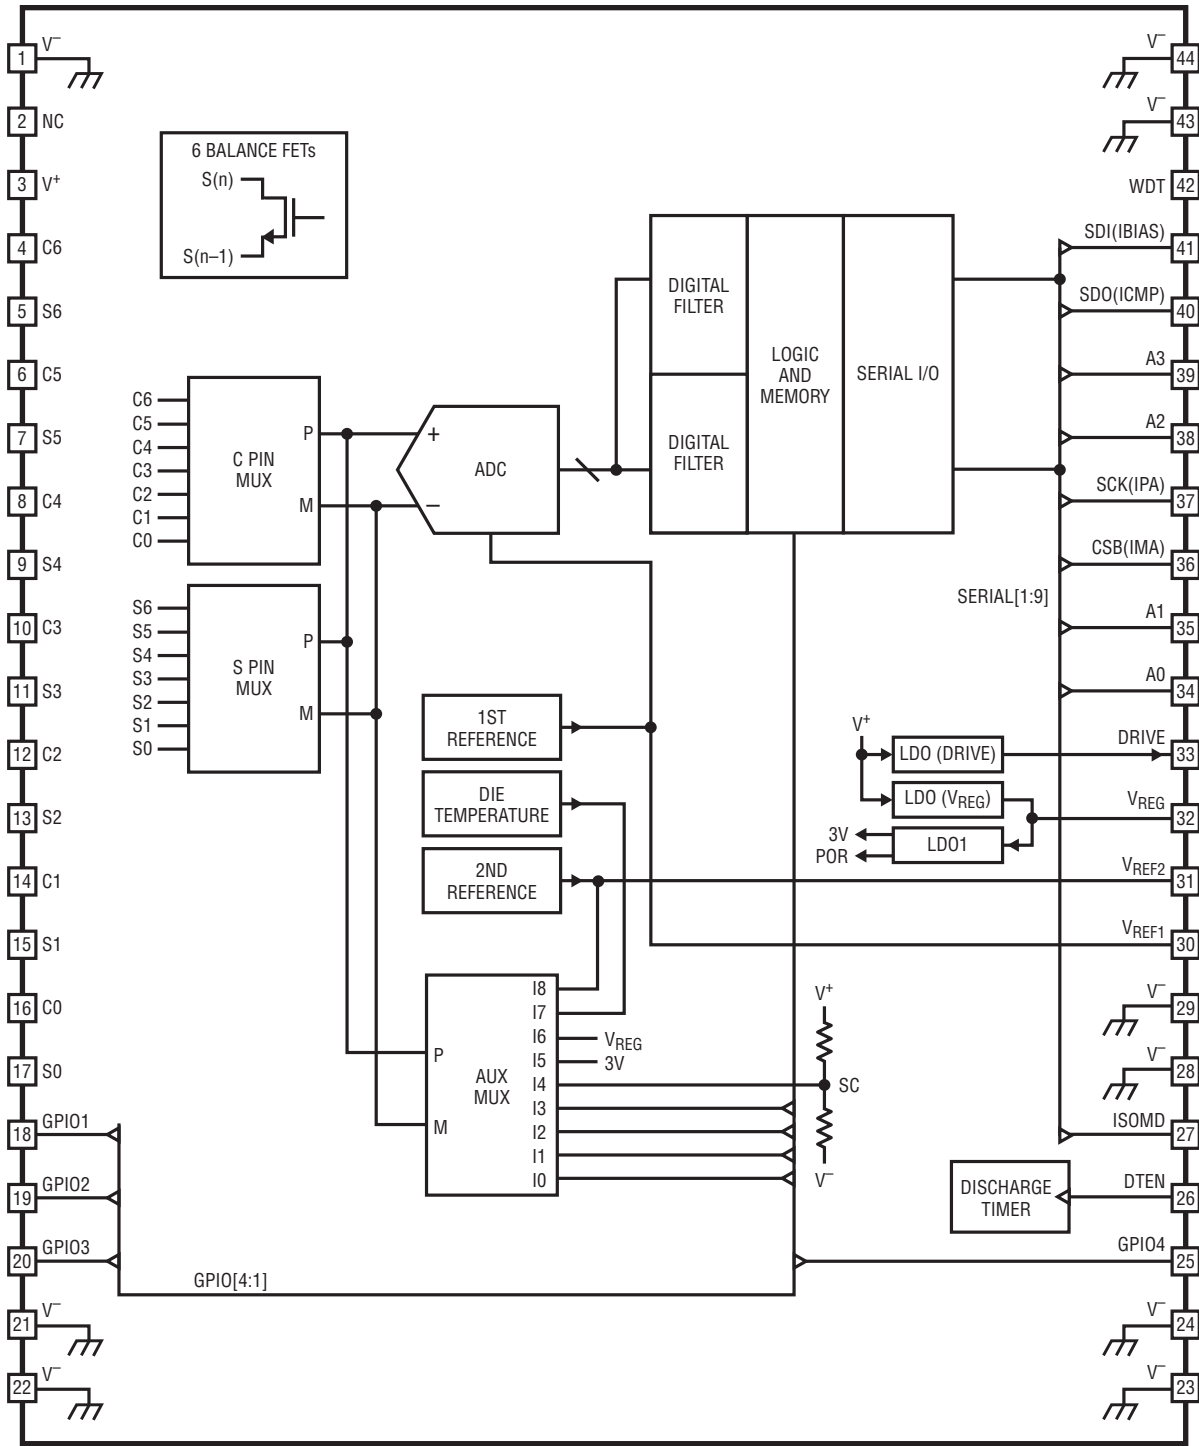 1 V–
2 NC
3 V+
4 C6
5 S6
6 C5
7 S5
8 C4
9 S4
10 C3
11 S3
12 C2
13 S2
14 C1
15 S1
16 C0
17 S0
18 GPIO1
19 GPIO2
20 GPIO3
21 V–
22 V–
6 BALANCE FETs
S(n)
S(n–1)
C6
C5
C4
C3
C2
C1
C0
C PIN
MUX
P
M
S6
S5
S4
S3
S2
S1
S0
S PIN
MUX
P
M
+
ADC
–
DIGITAL
FILTER
DIGITAL
FILTER
LOGIC
AND
MEMORY
SERIAL I/O
1ST
REFERENCE
DIE
TEMPERATURE
2ND
REFERENCE
P
M
AUX
MUX
I8
I7
I6
I5
I4
I3
I2
I1
I0
VREG
3V
V+
SC
V–
GPIO[4:1]
SERIAL[1:9]
V+
LDO (DRIVE)
LDO (VREG)
LDO1
3V
POR
DISCHARGE
TIMER
V– 44
V– 43
WDT 42
SDI(IBIAS) 41
SDO(ICMP) 40
A3 39
A2 38
SCK(IPA) 37
CSB(IMA) 36
A1 35
A0 34
DRIVE 33
VREG 32
VREF2 31
VREF1 30
V– 29
V– 28
ISOMD 27
DTEN 26
GPIO4 25
V– 24
V– 23